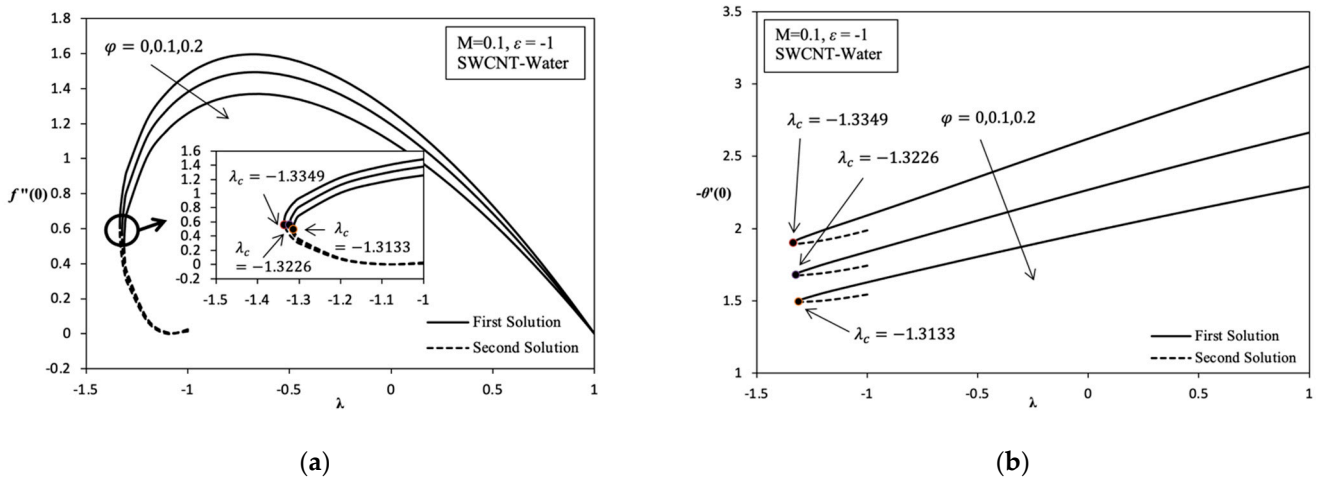 1.8
1.6
1.4
1.2
1
0.8
0.6
0.4
0.2
0
-0.2
f''(0)
-1.5
-1
-0.5
0
0.5
1
λ
φ = 0,0.1,0.2
M=0.1, ε = -1
SWCNT-Water
1.6
1.4
1.2
1
0.8
0.6
0.4
0.2
0
-0.2
-1.5
-1.4
-1.3
-1.2
-1.1
-1
λc = −1.3349
λc
= −1.3226
λc
= −1.3133
First Solution
Second Solution
(a)
3.5
3
2.5
2
1.5
1
-θ'(0)
-1.5
-1
-0.5
0
0.5
1
λ
M=0.1, ε = -1
SWCNT-Water
λc = −1.3349
φ = 0,0.1,0.2
λc = −1.3226
λc = −1.3133
First Solution
Second Solution
(b)